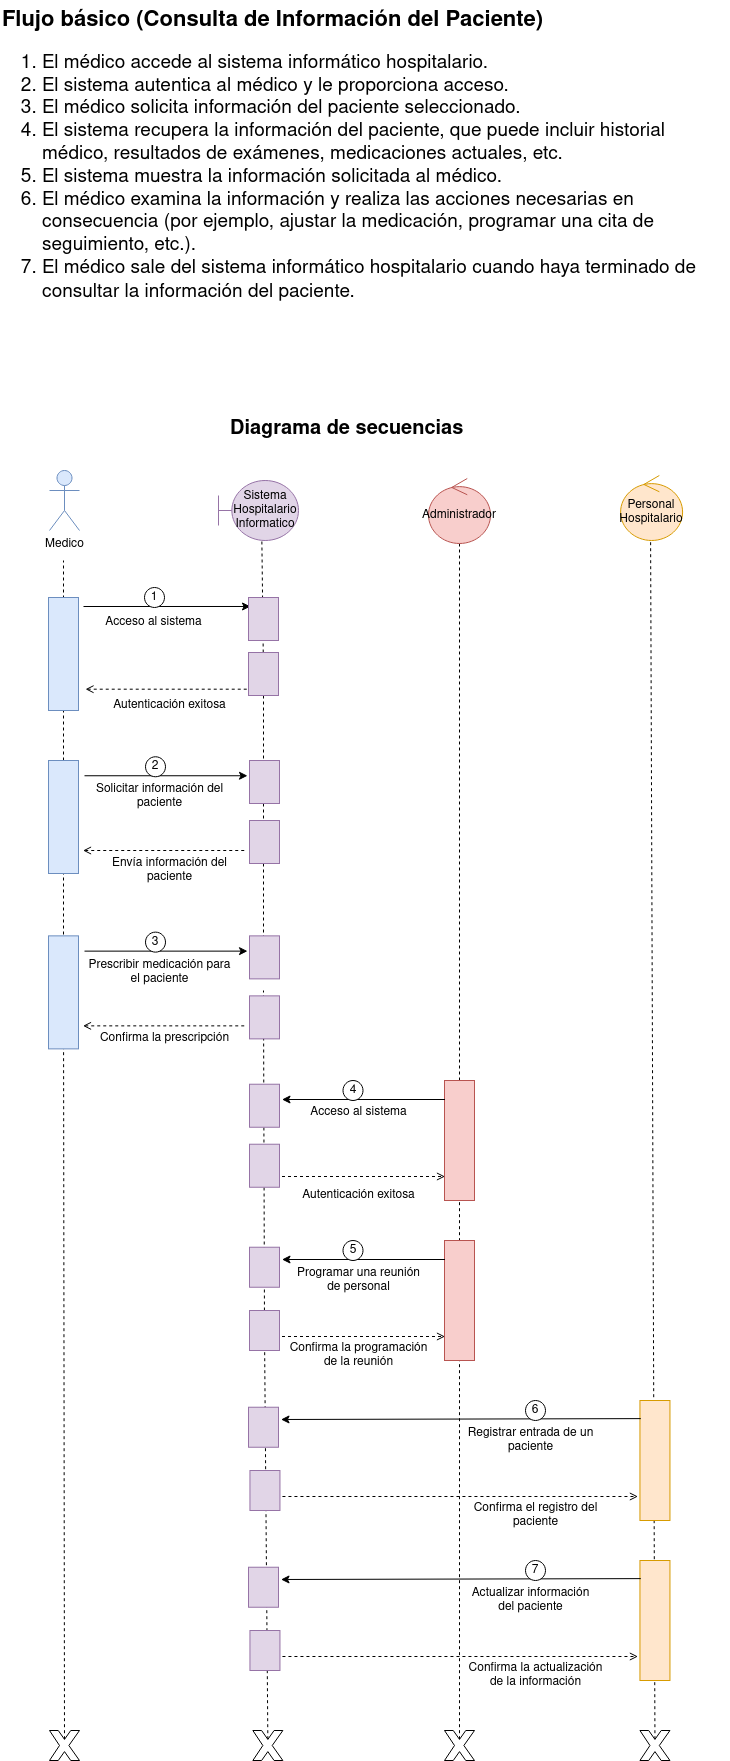 Flujo básico (Consulta de Información del Paciente)
1. El médico accede al sistema informático hospitalario.
2. El sistema autentica al médico y le proporciona acceso.
3. El médico solicita información del paciente seleccionado.
4. El sistema recupera la información del paciente, que puede incluir historial
médico, resultados de exámenes, medicaciones actuales, etc.
5. El sistema muestra la información solicitada al médico.
6. El médico examina la información y realiza las acciones necesarias en
consecuencia (por ejemplo, ajustar la medicación, programar una cita de
seguimiento, etc.).
7. El médico sale del sistema informático hospitalario cuando haya terminado de
consultar la información del paciente.
Diagrama de secuencias
Medico
Sistema
Hospitalario
Informatico
Administrador
Personal
Hospitalario
1
Acceso al sistema
Autenticación exitosa
2
Solicitar información del
paciente
Envía información del
paciente
3
Prescribir medicación para
el paciente
Confirma la prescripción
4
Acceso al sistema
Autenticación exitosa
5
Programar una reunión
de personal
Confirma la programación
de la reunión
6
Registrar entrada de un
paciente
Confirma el registro del
paciente
7
Actualizar información
del paciente
Confirma la actualización
de la información